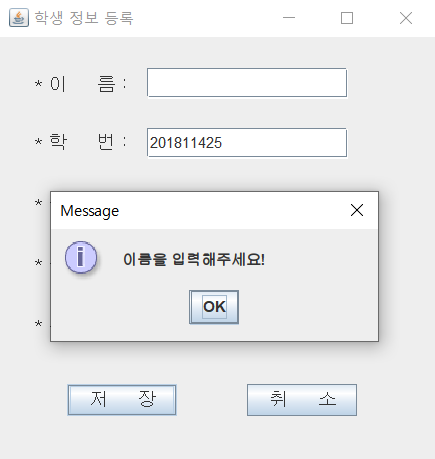 학생 정보 등록
* 이 름 :
* 학 번 : 201811425
*
Message
*
이름을 입력해주세요!
OK
*
저 장 취 소